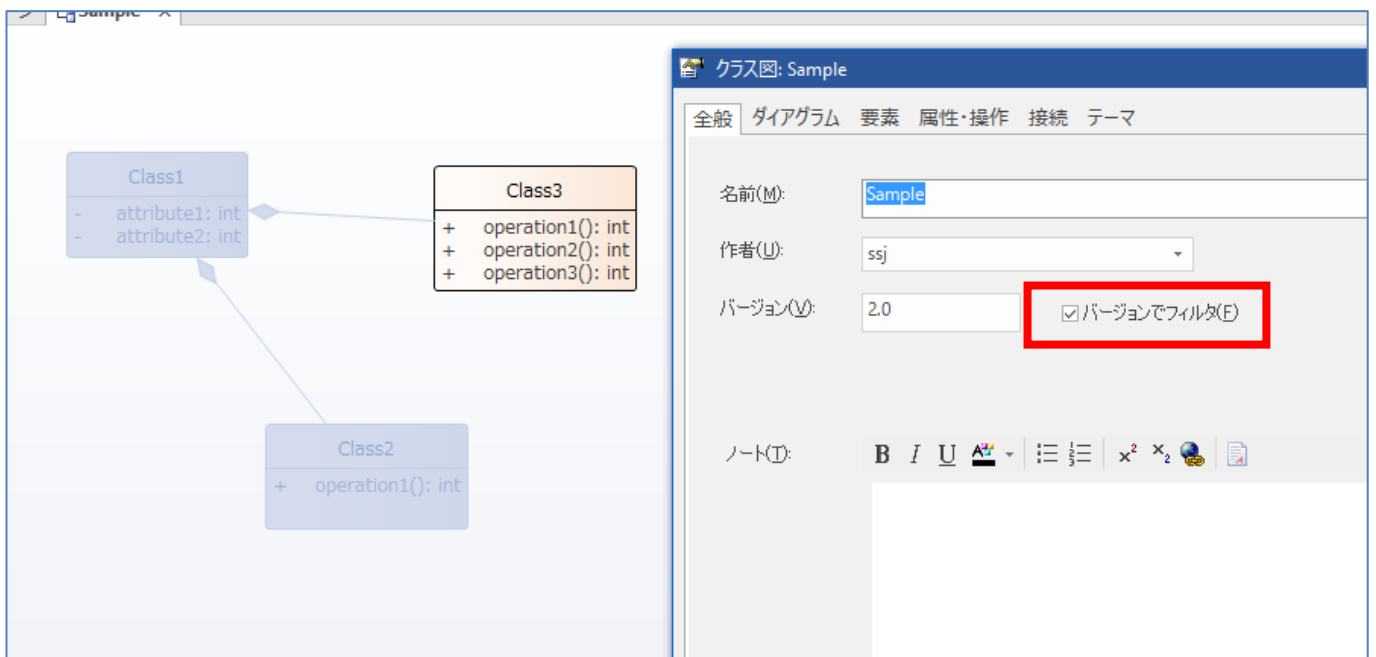 Sample ×
Class1
- attribute1: int
- attribute2: int
Class3
+ operation1(): int
+ operation2(): int
+ operation3(): int
Class2
+ operation1(): int
クラス図: Sample
全般 ダイアグラム 要素 属性・操作 接続 テーマ
名前(M): Sample
作者(U): ssj
バージョン(V): 2.0 バージョンでフィルタ(F)
ノート(T): B I U A x² x₂